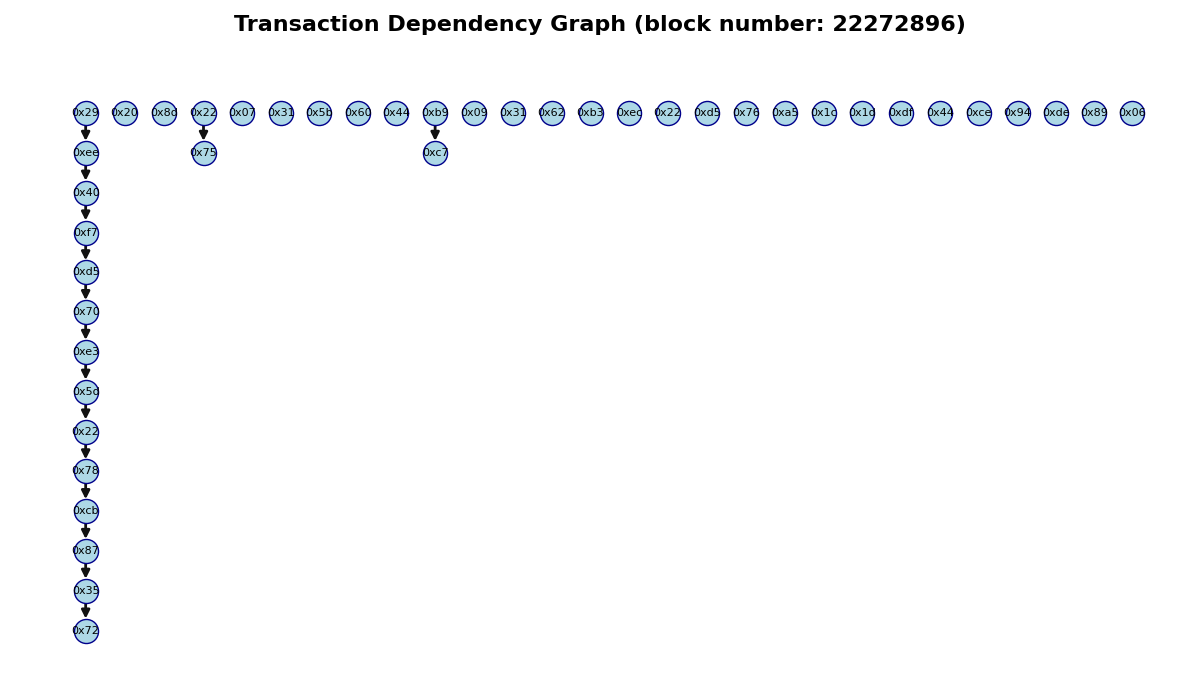 Transaction Dependency Graph (block number: 22272896)
0x29 0x20 0x8d 0x22 0x07 0x31 0x5b 0x60 0x44 0xb9 0x09 0x31 0x62 0xb3 0xec 0x22 0xd5 0x76 0xa5 0x1c 0x1d 0xdf 0x44 0xce 0x94 0xde 0x89 0x06
0xee 0x75 0xc7
0x40
0xf7
0xd5
0x70
0xe3
0x5d
0x22
0x78
0xcb
0x87
0x35
0x72